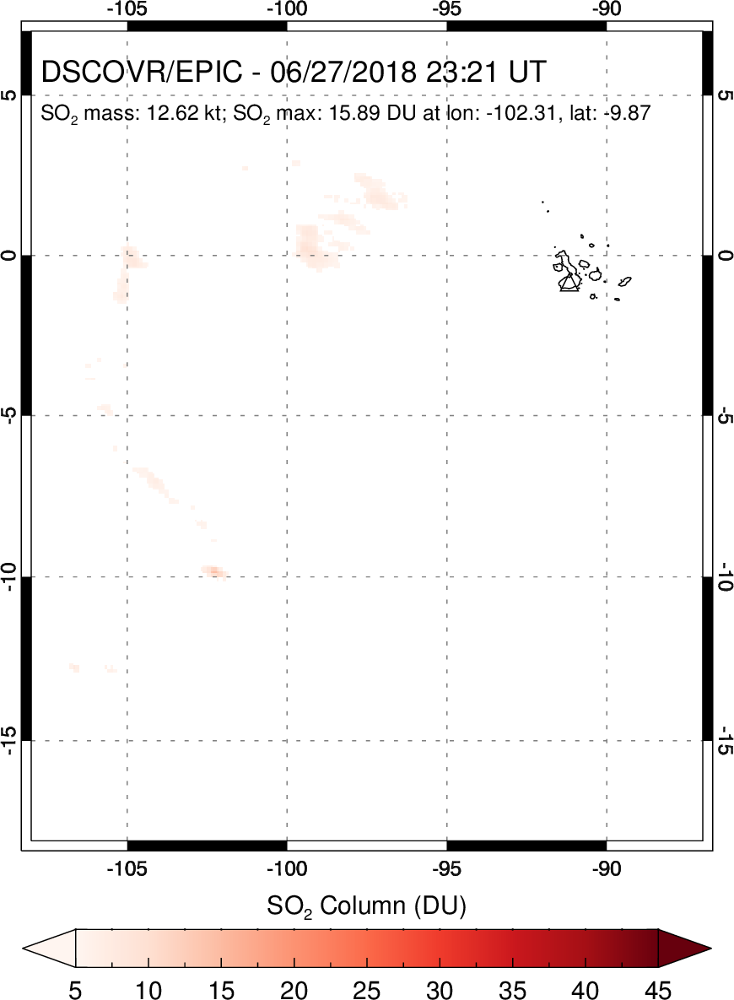 -105 -100 -95 -90
DSCOVR/EPIC - 06/27/2018 23:21 UT
SO₂ mass: 12.62 kt; SO₂ max: 15.89 DU at lon: -102.31, lat: -9.87
5 5
0 0
-5 -5
-10 -10
-15 -15
-105 -100 -95 -90
SO₂ Column (DU)
5 10 15 20 25 30 35 40 45